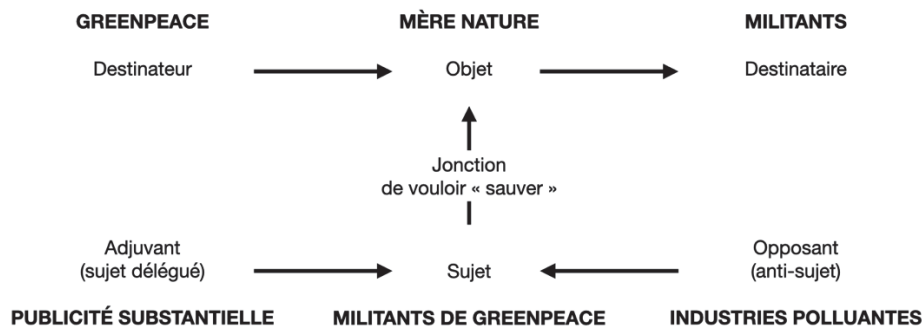 GREENPEACE MÈRE NATURE MILITANTS
Destinateur Objet Destinataire
Jonction
de vouloir « sauver »
Adjuvant
(sujet délégué)
Sujet
Opposant
(anti-sujet)
PUBLICITÉ SUBSTANTIELLE MILITANTS DE GREENPEACE INDUSTRIES POLLUANTES